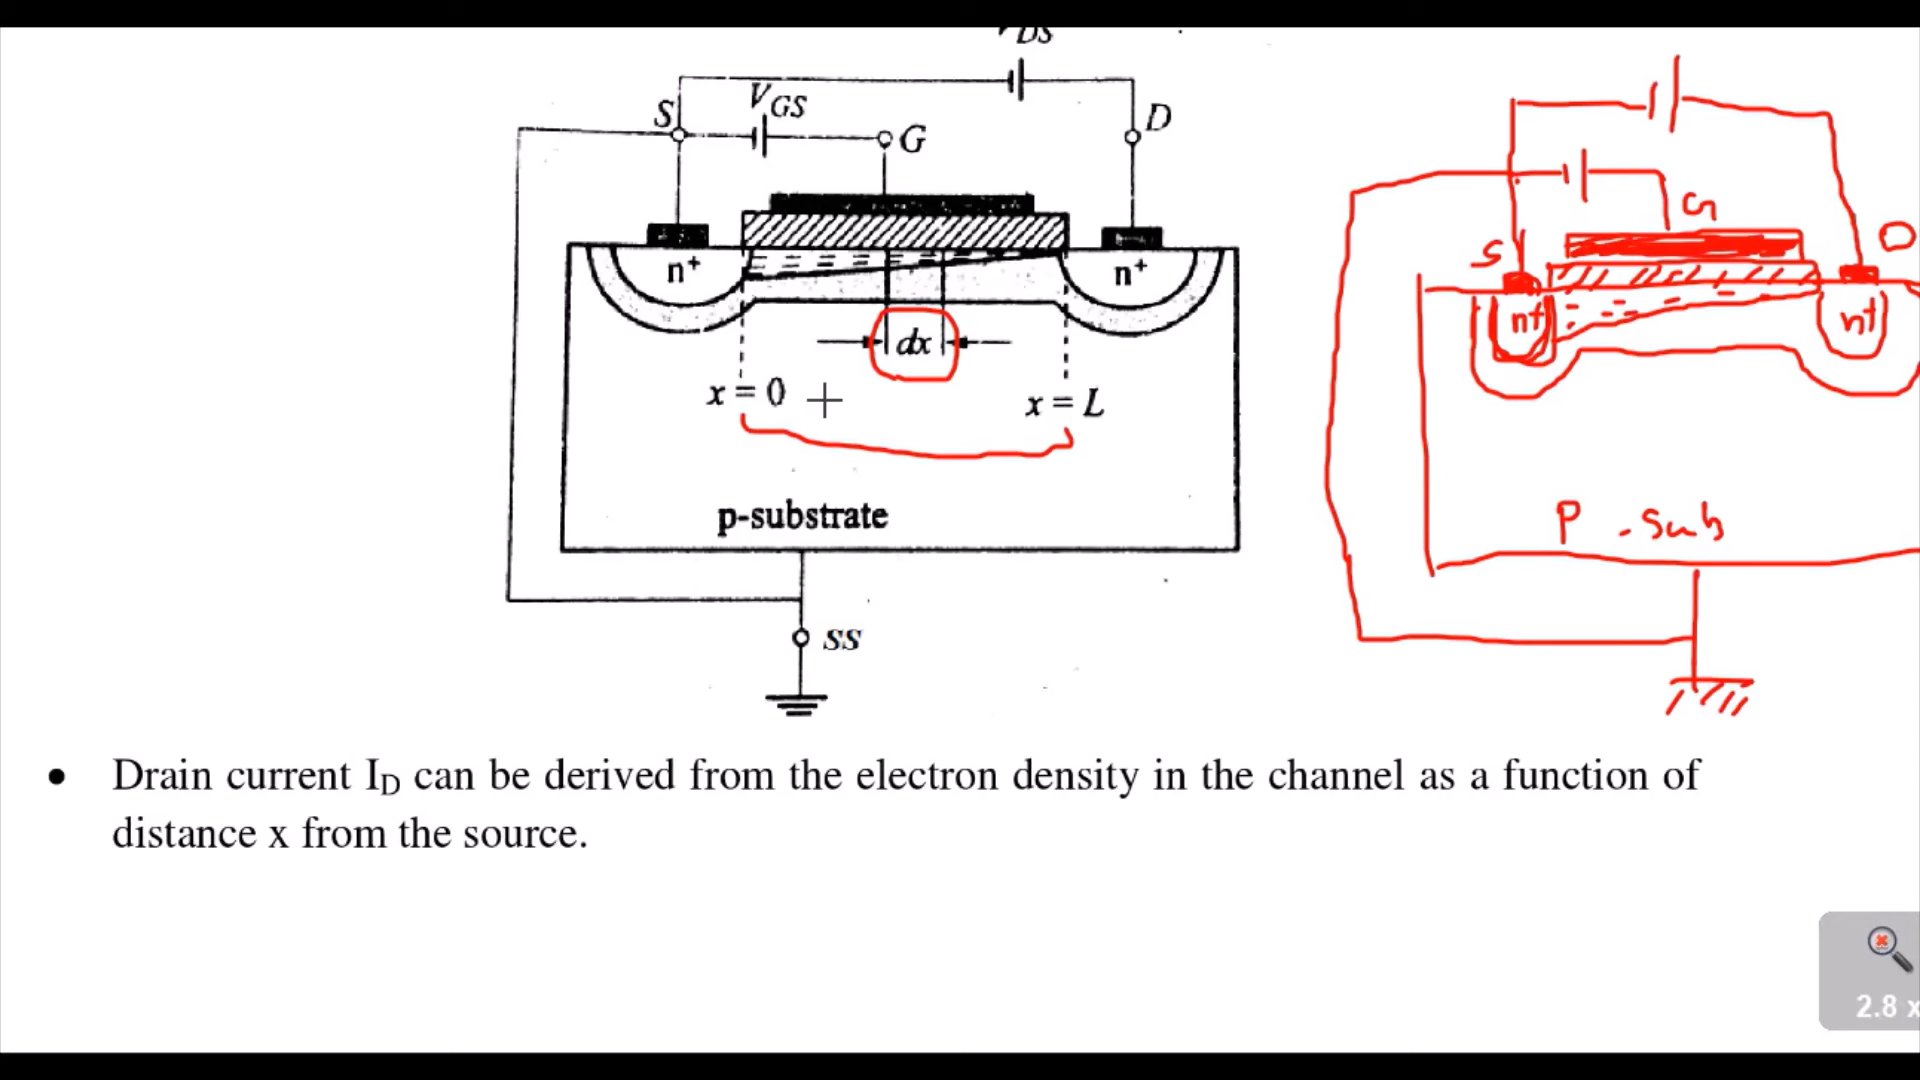 V_DS
S V_GS G D
n⁺ n⁺
dx
x = 0 x = L
p-substrate
SS
G
S D
n+ n+
P - sub
• Drain current I_D can be derived from the electron density in the channel as a function of
distance x from the source.
2.8 x